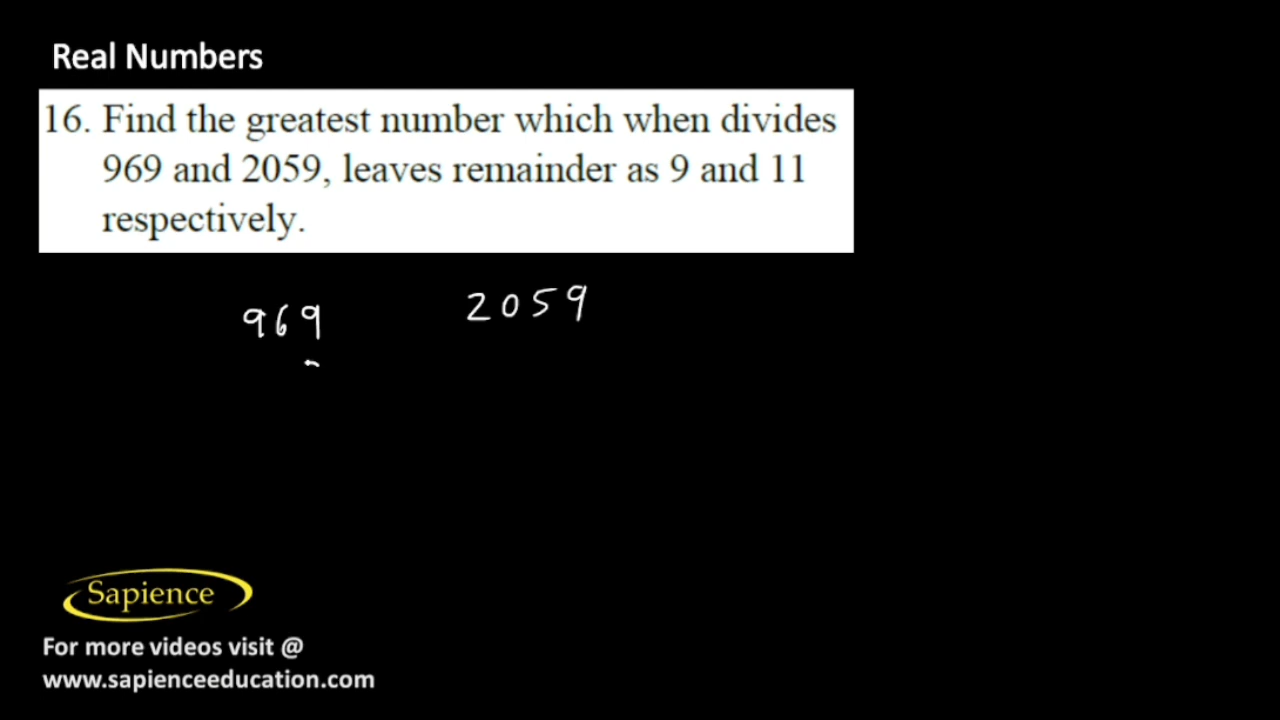 Real Numbers
16. Find the greatest number which when divides
969 and 2059, leaves remainder as 9 and 11
respectively.
969 2059
Sapience
For more videos visit @
www.sapienceeducation.com